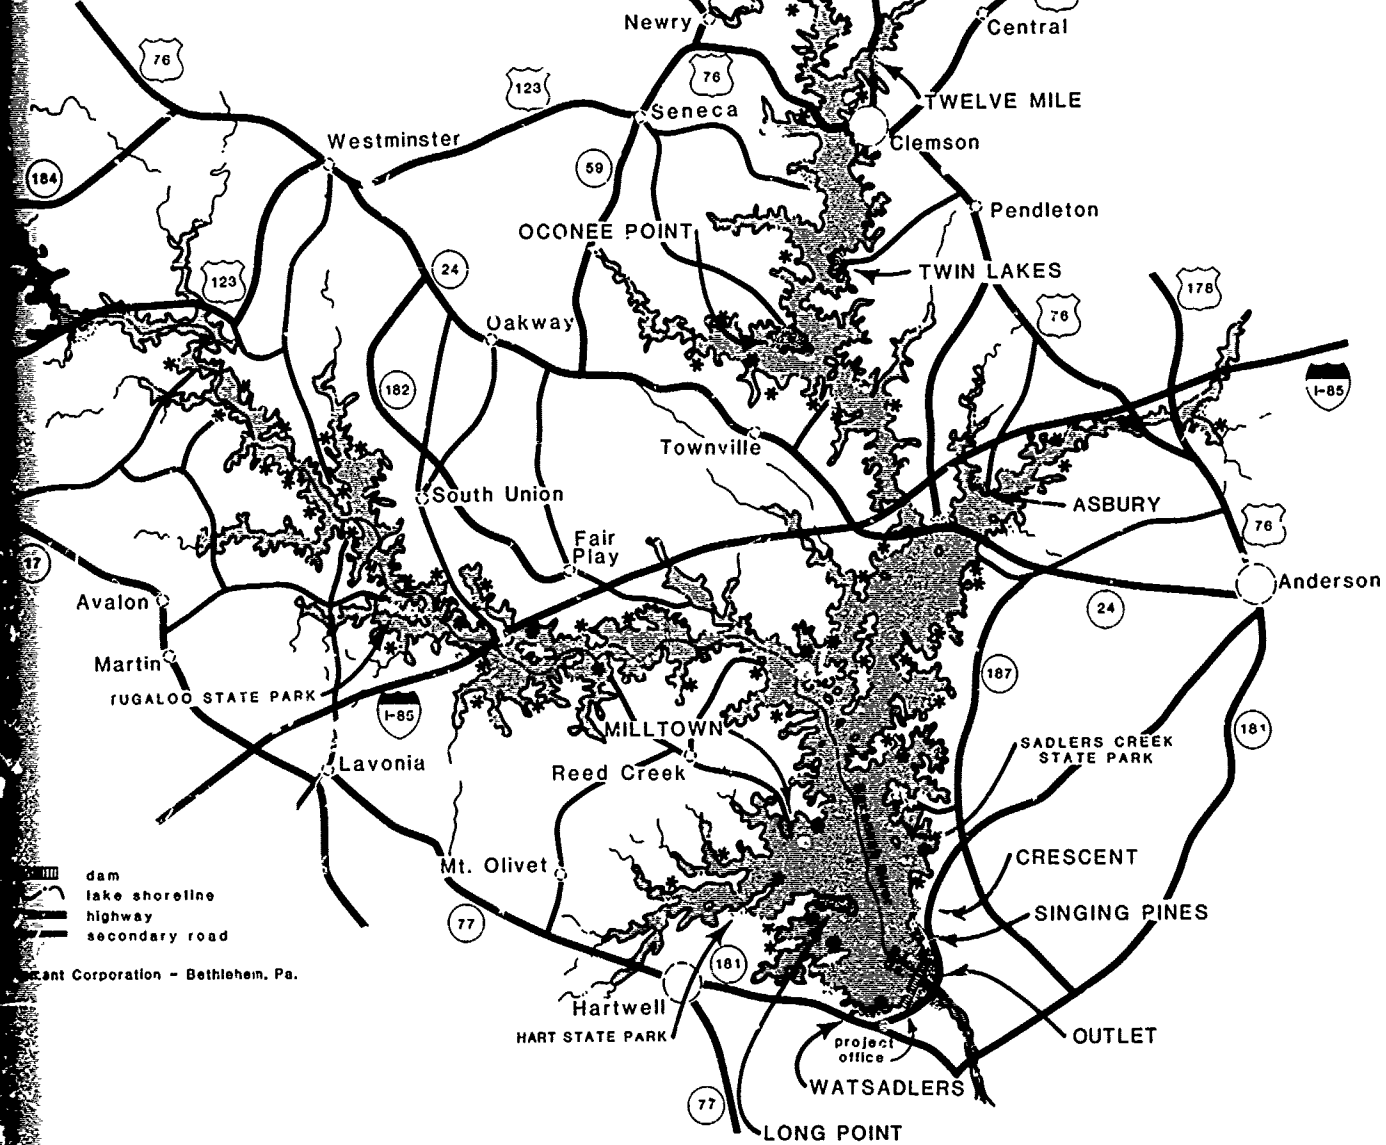 Newry
Central
76
76
123
TWELVE MILE
Seneca
Westminster
Clemson
59
184
Pendleton
OCONEE POINT
24
TWIN LAKES
123
178
76
Oakway
I-85
182
Townville
South Union
ASBURY
76
Fair
Play
17
Anderson
Avalon
24
Martin
187
TUGALOO STATE PARK
I-85
MILLTOWN
181
SADLERS CREEK
STATE PARK
Lavonia
Reed Creek
CRESCENT
Mt. Olivet
dam
lake shoreline
highway
secondary road
SINGING PINES
77
181
Corporation - Bethlehem, Pa.
Hartwell
HART STATE PARK
OUTLET
project
office
WATSADLERS
77
LONG POINT